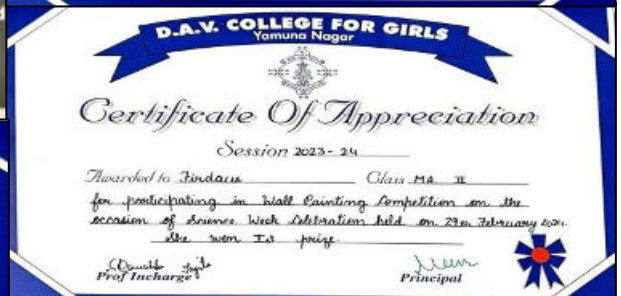 D.A.V. COLLEGE FOR GIRLS
Yamuna Nagar
Certificate Of Appreciation
Session 2023-24
Awarded to Firdaus Class MA II
for participating in Wall Painting Competition on the
occasion of Science Week Celebration held on 29th February 2024.
She won Ist prize.
Prof Incharge Principal